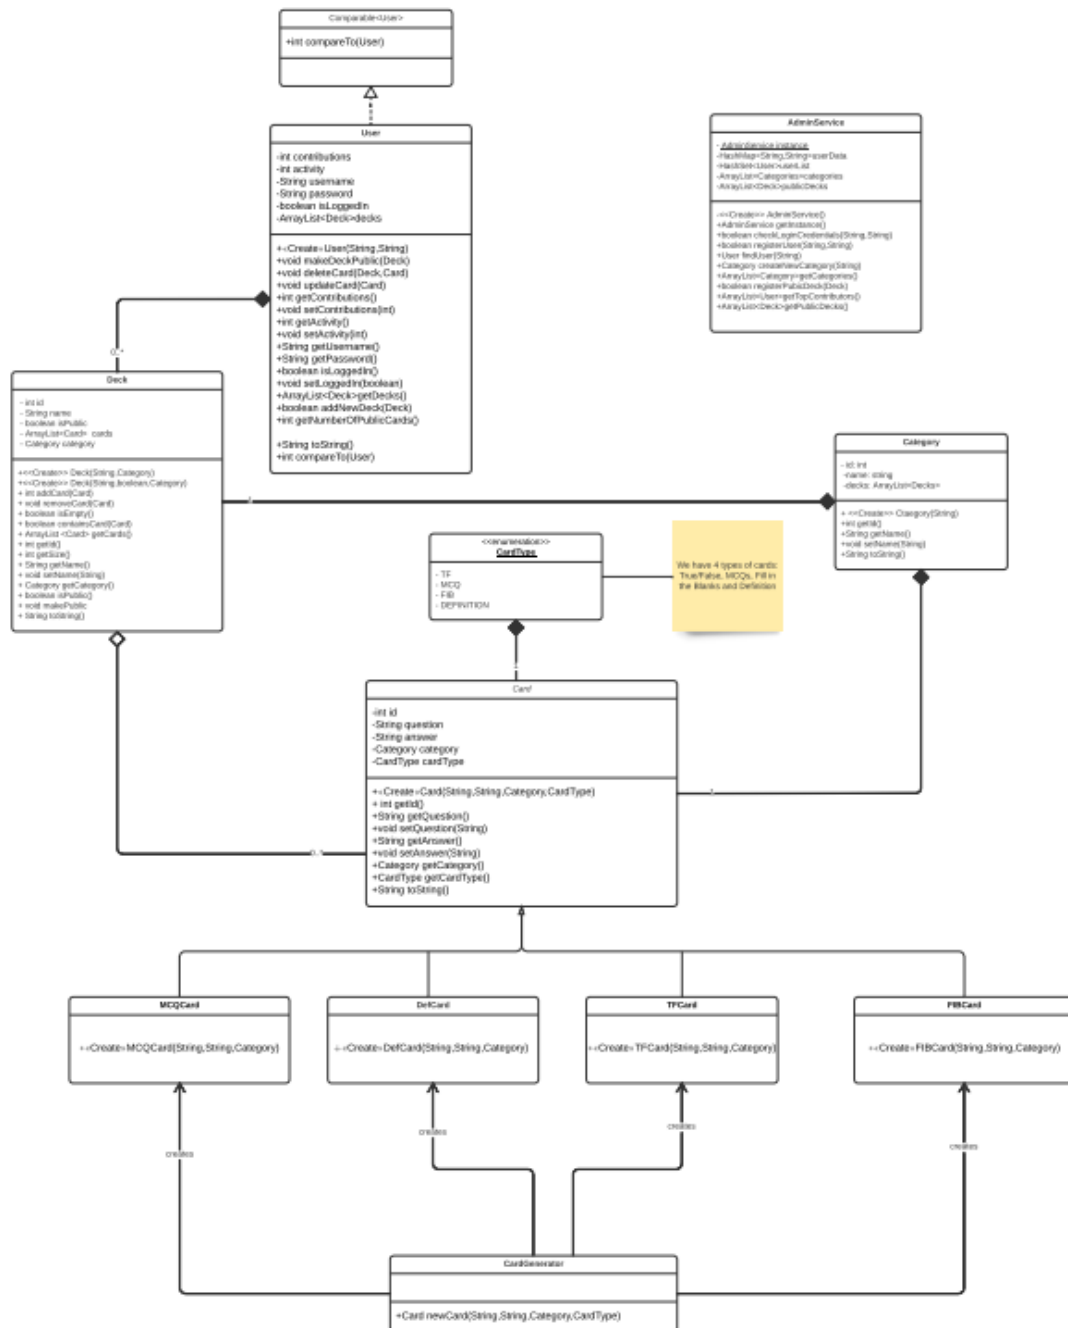 Comparable<User>
+int compareTo(User)
User
-int contributions
-int activity
-String username
-String password
-boolean isLoggedIn
-ArrayList<Deck>decks
+<Create>User(String,String)
+void makeDeckPublic(Deck)
+void deleteCard(Deck,Card)
+void updateCard(Card)
+int getContributions()
+void setContributions(int)
+int getActivity()
+void setActivity(int)
+String getUsername()
+String getPassword()
+boolean isLoggedIn()
+void setLoggedIn(boolean)
+ArrayList<Deck>getDecks()
+boolean addNewDeck(Deck)
+int getNumberOfPublicCards()
+String toString()
+int compareTo(User)
AdminService
- AdminService instance
-HashMap<String,String>userData
-HashSet<User>userList
-ArrayList<Categories>categories
-ArrayList<Deck>publicDecks
-<<Create>> AdminService()
+AdminService getInstance()
+boolean checkLoginCredentials(String,String)
+boolean registerUser(String,String)
+User findUser(String)
+Category createNewCategory(String)
+ArrayList<Category>getCategories()
+boolean registerPubicDeck(Deck)
+ArrayList<User>getTopContributors()
+ArrayList<Deck>getPublicDecks()
0..*
Deck
- int id
- String name
- boolean isPublic
- ArrayList<Card> cards
- Category category
+<<Create>> Deck(String,Category)
+<<Create>> Deck(String,boolean,Category)
+ int addCard(Card)
+ void removeCard(Card)
+ boolean isEmpty()
+ boolean containsCard(Card)
+ ArrayList <Card> getCards()
+ int getId()
+ int getSize()
+ String getName()
+ void setName(String)
+ Category getCategory()
+ boolean isPublic()
+ void makePublic
+ String toString()
Category
- id: int
-name: string
-decks: ArrayList<Decks>
+ <<Create>> Craegory(String)
+int getId()
+String getName()
+void setName(String)
+String toString()
<<enumeration>>
CardType
- TF
- MCQ
- FIB
- DEFINITION
We have 4 types of cards:
True/False, MCQs, Fill in
the Blanks and Definition
Card
-int id
-String question
-String answer
-Category category
-CardType cardType
+<Create>Card(String,String,Category,CardType)
+ int getId()
+String getQuestion()
+void setQuestion(String)
+String getAnswer()
+void setAnswer(String)
+Category getCategory()
+CardType getCardType()
+String toString()
0..*
MCQCard
+<Create>MCQCard(String,String,Category)
DefCard
+<Create>DefCard(String,String,Category)
TFCard
+<Create>TFCard(String,String,Category)
FIBCard
+<Create>FIBCard(String,String,Category)
creates
creates
creates
creates
CardGenerator
+Card newCard(String,String,Category,CardType)